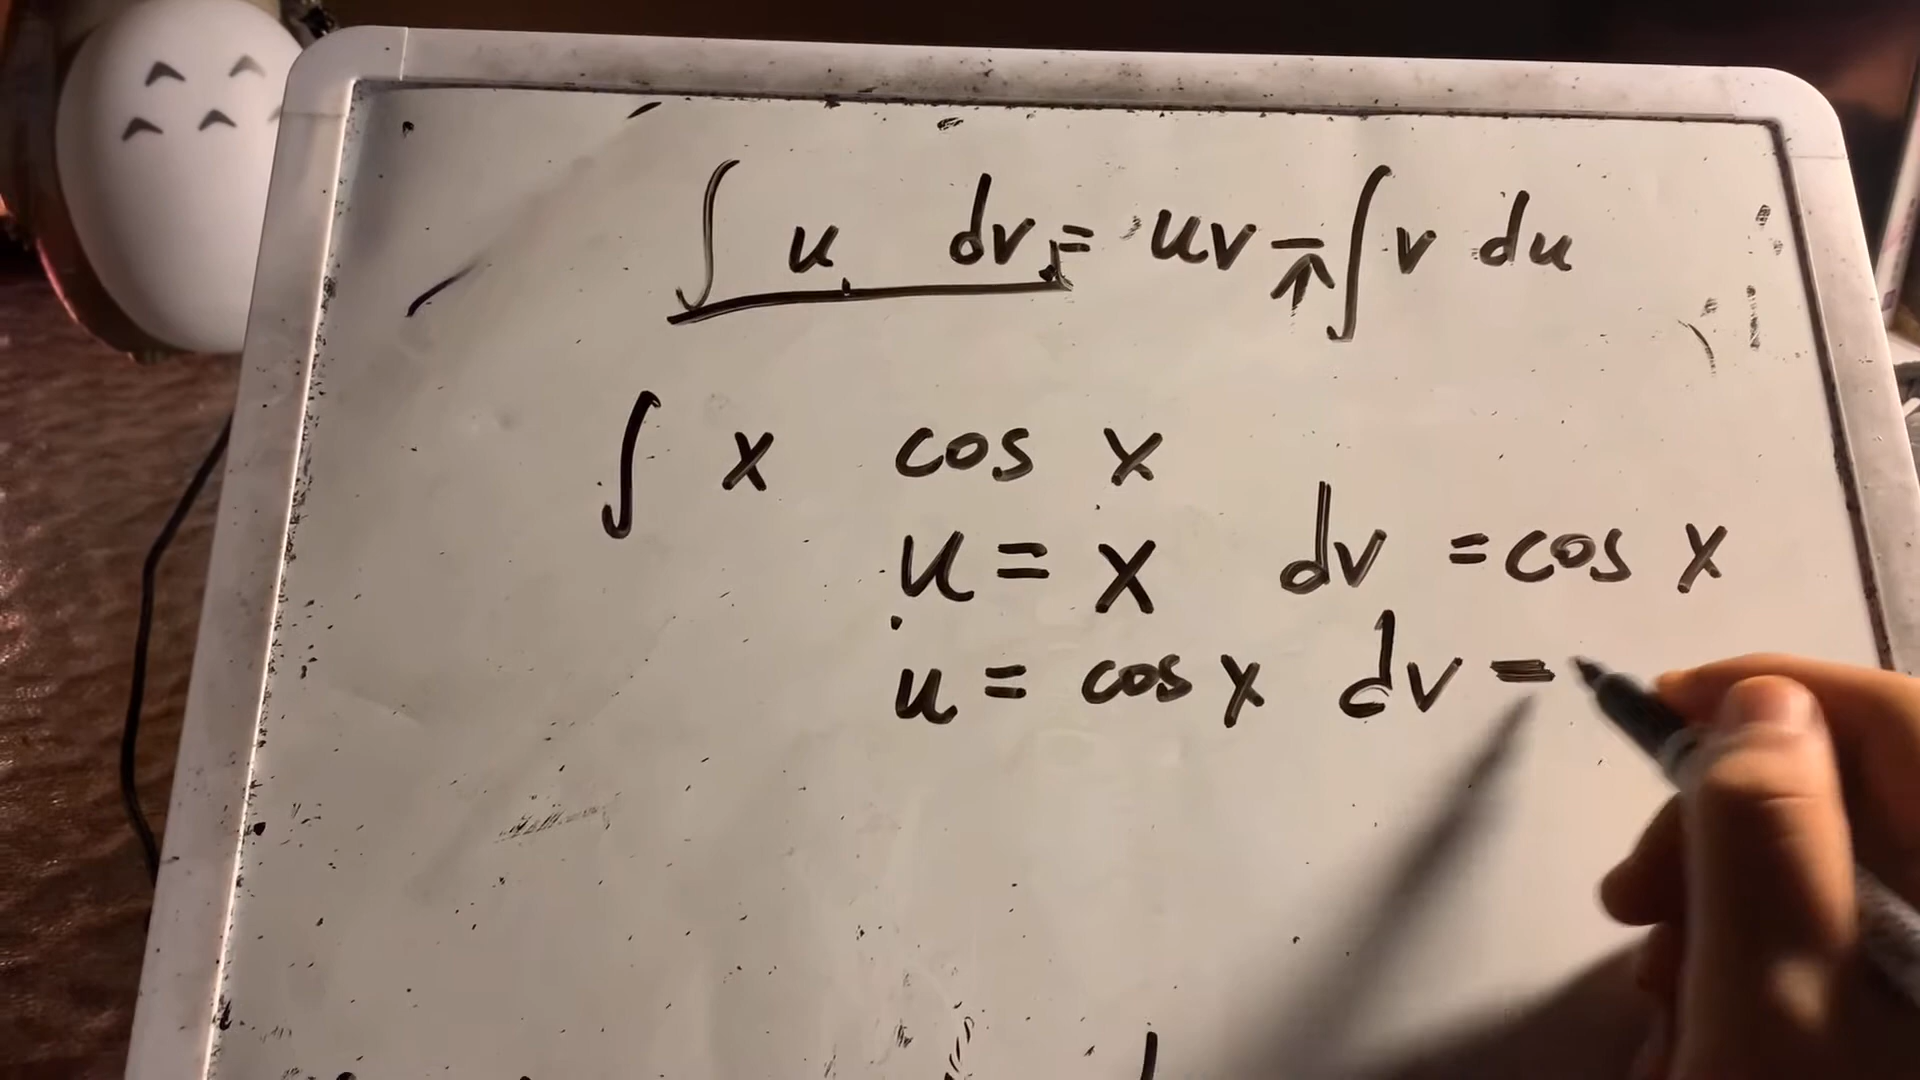 ∫ u dv = uv - ∫ v du
∫ x cos x
u = x dv = cos x
u = cos x dv =